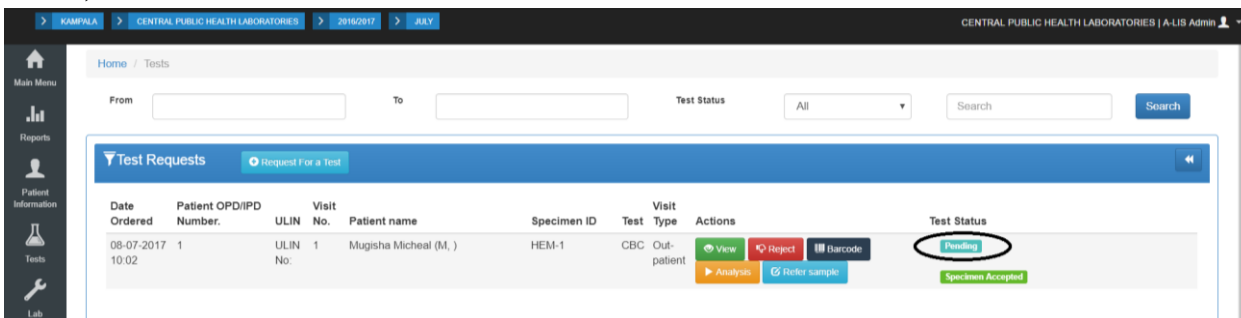 KAMPALA CENTRAL PUBLIC HEALTH LABORATORIES 2016/2017 JULY CENTRAL PUBLIC HEALTH LABORATORIES | A-LIS Admin
Main Menu
Reports
Patient Information
Tests
Lab
Home / Tests
From To Test Status All Search Search
Test Requests Request For a Test
Date Ordered Patient OPD/IPD Number. ULIN Visit No. Patient name Specimen ID Test Visit Type Actions Test Status
08-07-2017 10:02 1 ULIN No: 1 Mugisha Micheal (M, ) HEM-1 CBC Out-patient View Reject Barcode Pending
Analysis Refer sample Specimen Accepted